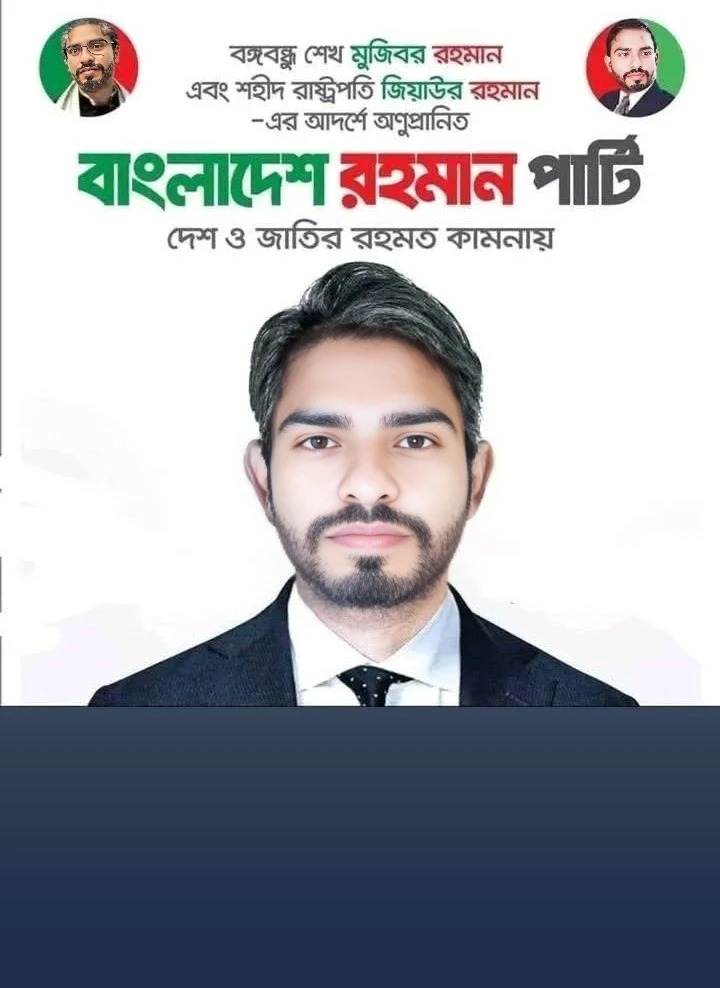 বঙ্গবন্ধু শেখ মুজিবর রহমান
এবং শহীদ রাষ্ট্রপতি জিয়াউর রহমান
-এর আদর্শে অণুপ্রানিত
বাংলাদেশ রহমান পার্টি
দেশ ও জাতির রহমত কামনায়